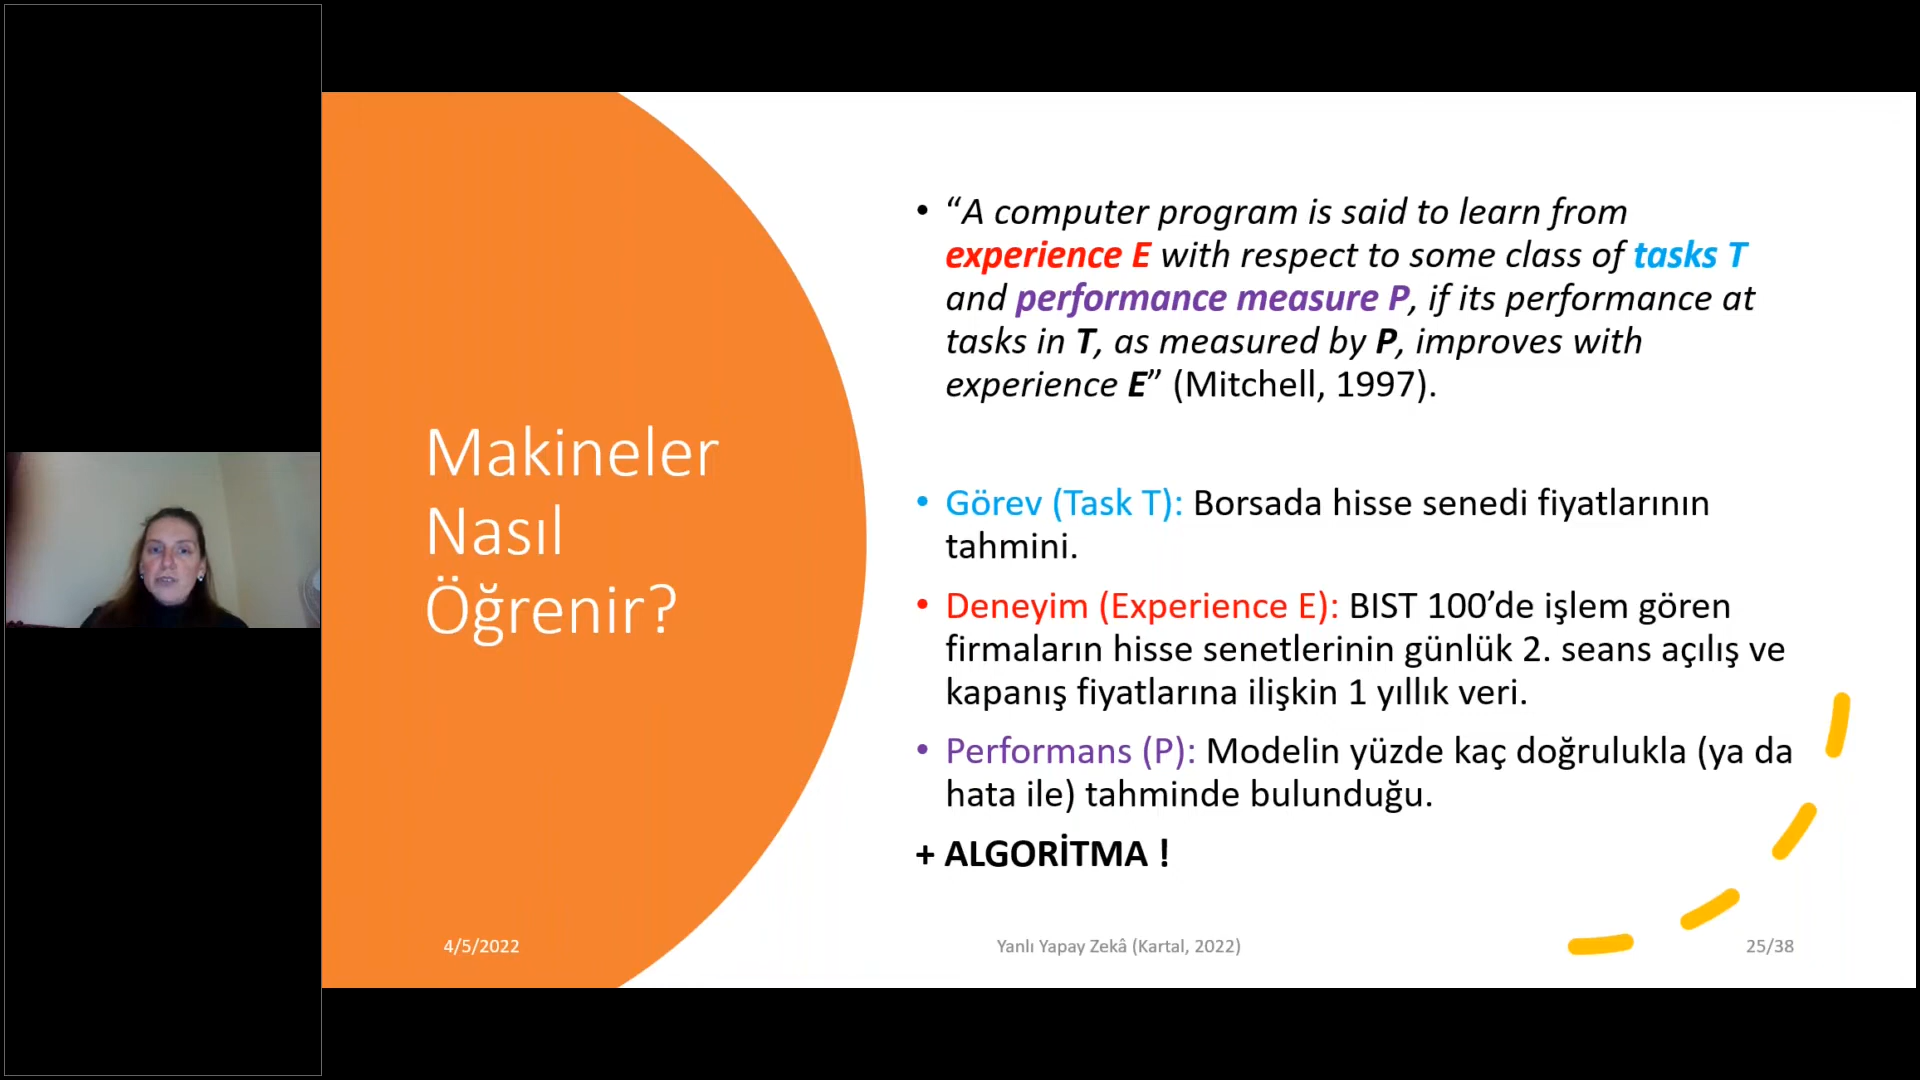 Makineler
Nasıl
Öğrenir?
• “A computer program is said to learn from
experience E with respect to some class of tasks T
and performance measure P, if its performance at
tasks in T, as measured by P, improves with
experience E” (Mitchell, 1997).
• Görev (Task T): Borsada hisse senedi fiyatlarının
tahmini.
• Deneyim (Experience E): BIST 100’de işlem gören
firmaların hisse senetlerinin günlük 2. seans açılış ve
kapanış fiyatlarına ilişkin 1 yıllık veri.
• Performans (P): Modelin yüzde kaç doğrulukla (ya da
hata ile) tahminde bulunduğu.
+ ALGORİTMA !
4/5/2022
Yanlı Yapay Zekâ (Kartal, 2022)
25/38